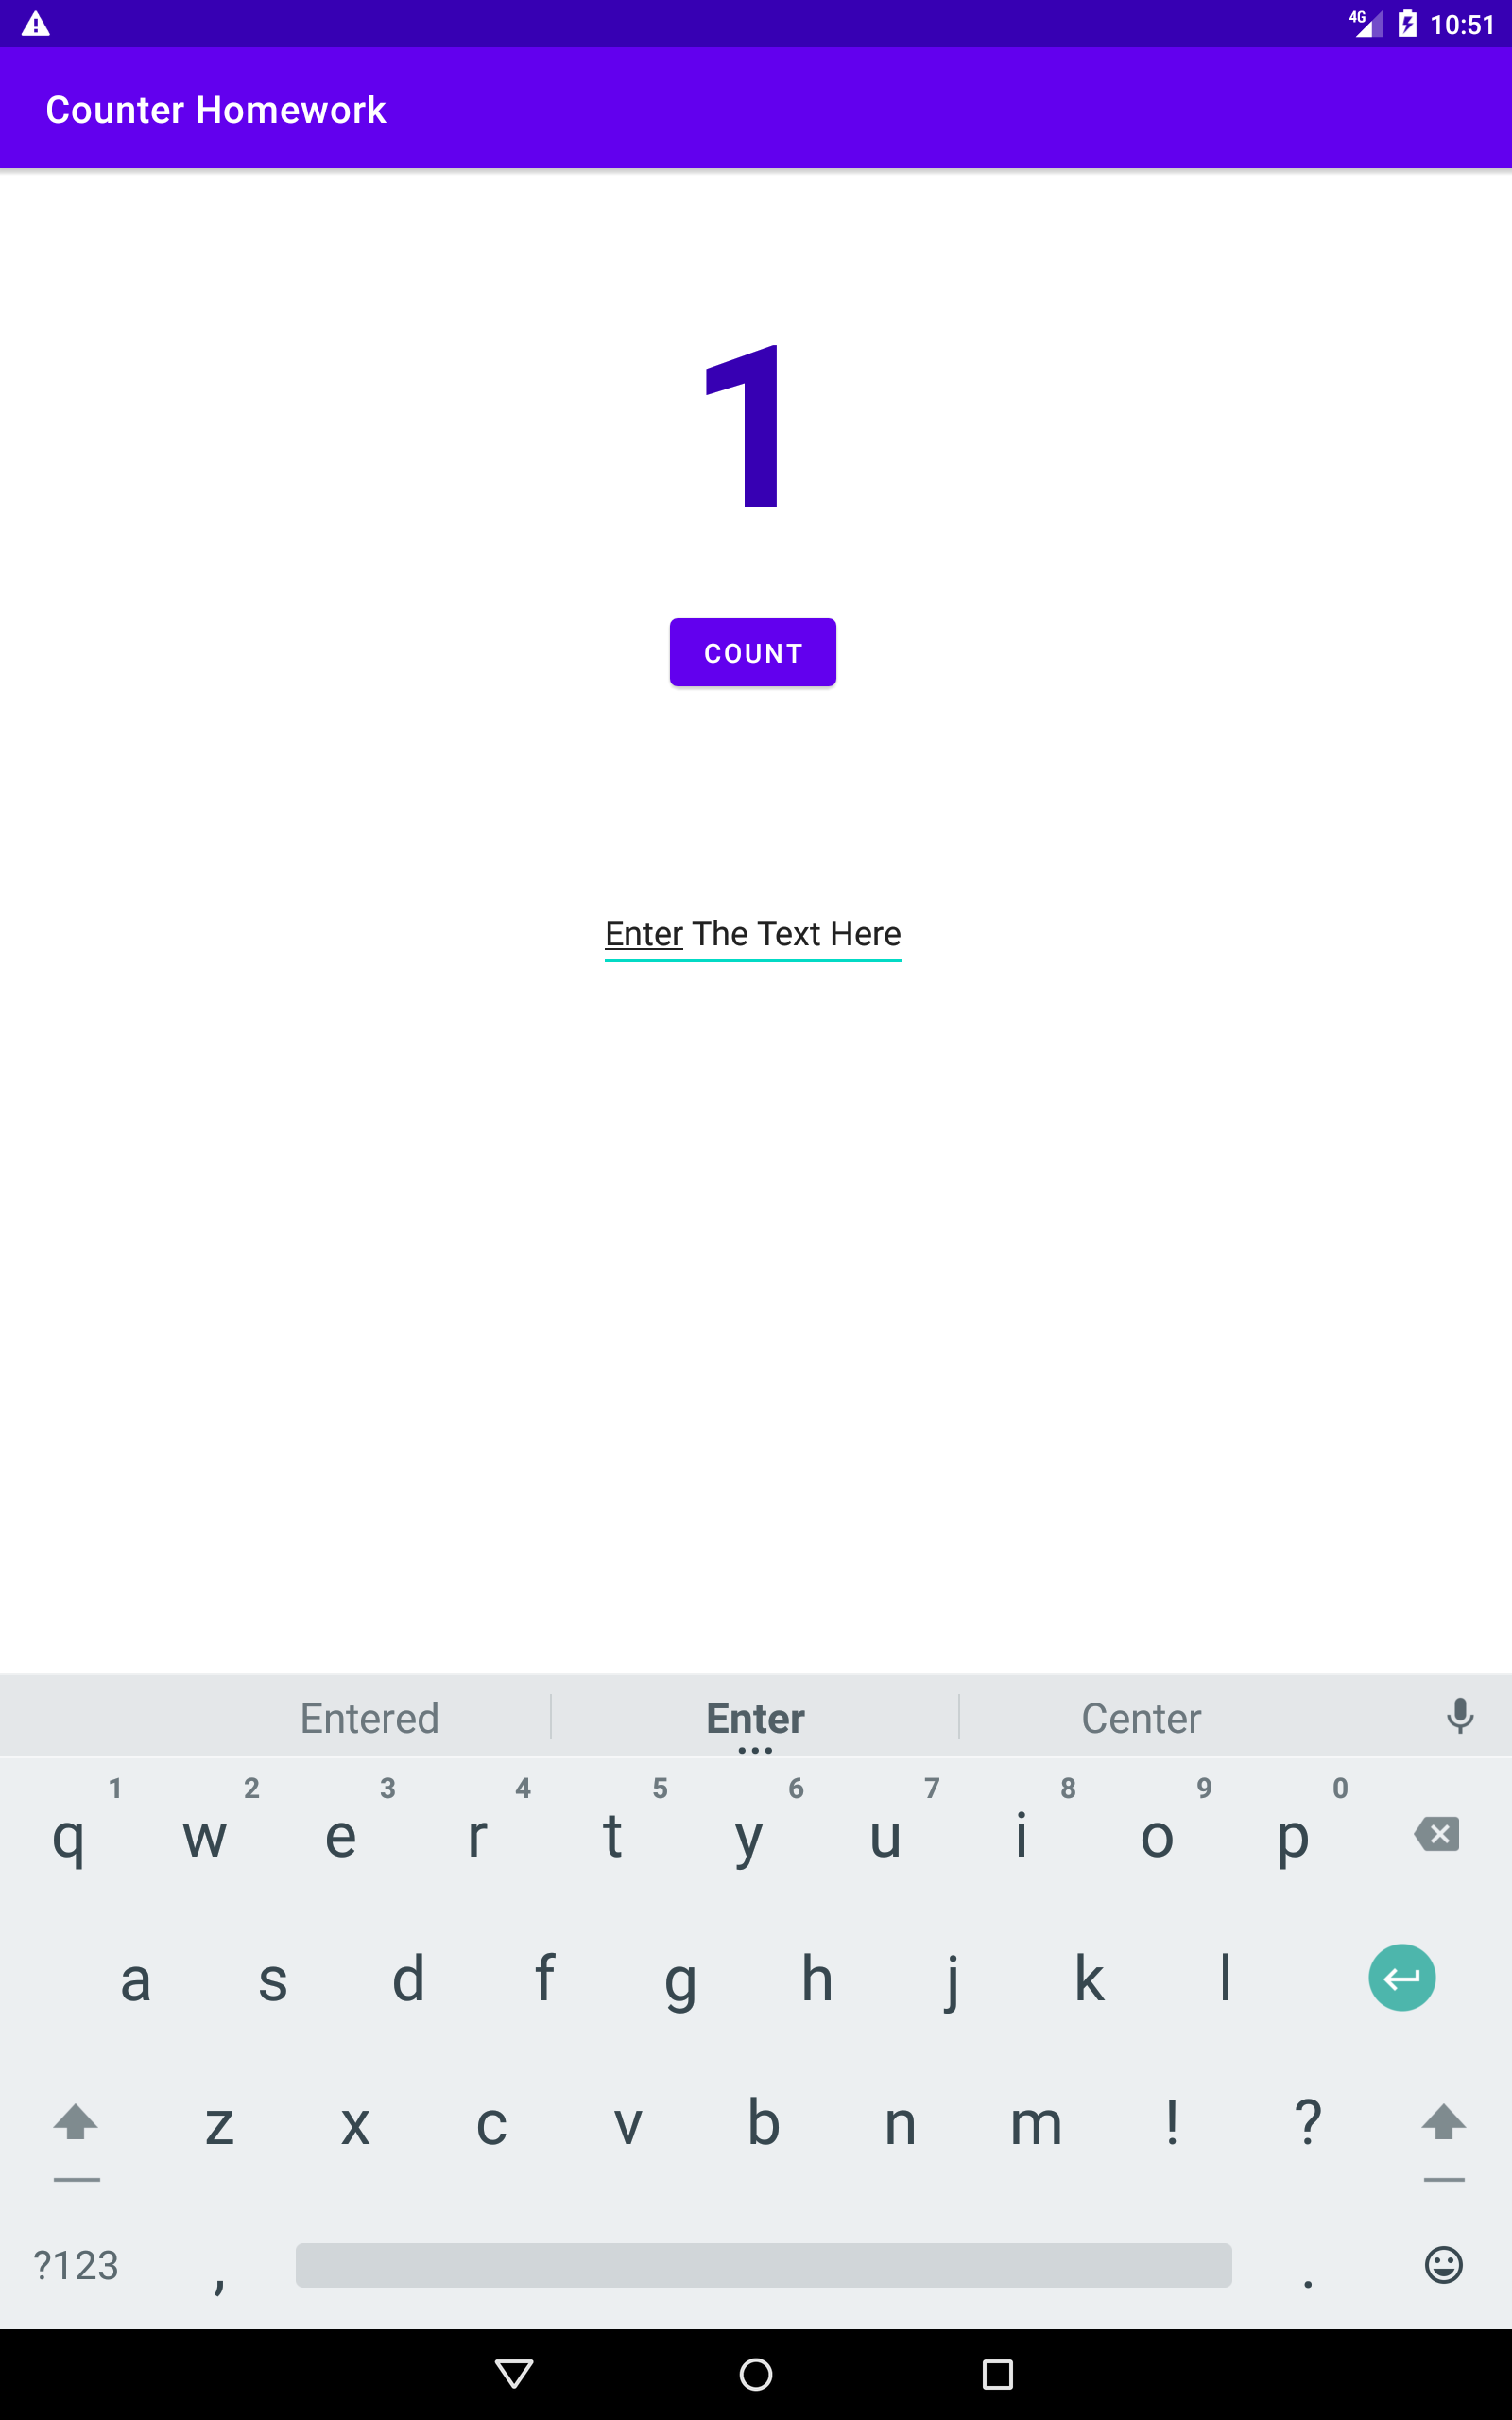 4G 10:51
Counter Homework
1
COUNT
Enter The Text Here
Entered Enter Center
1 2 3 4 5 6 7 8 9 0
q w e r t y u i o p
a s d f g h j k l
z x c v b n m ! ?
?123 , .